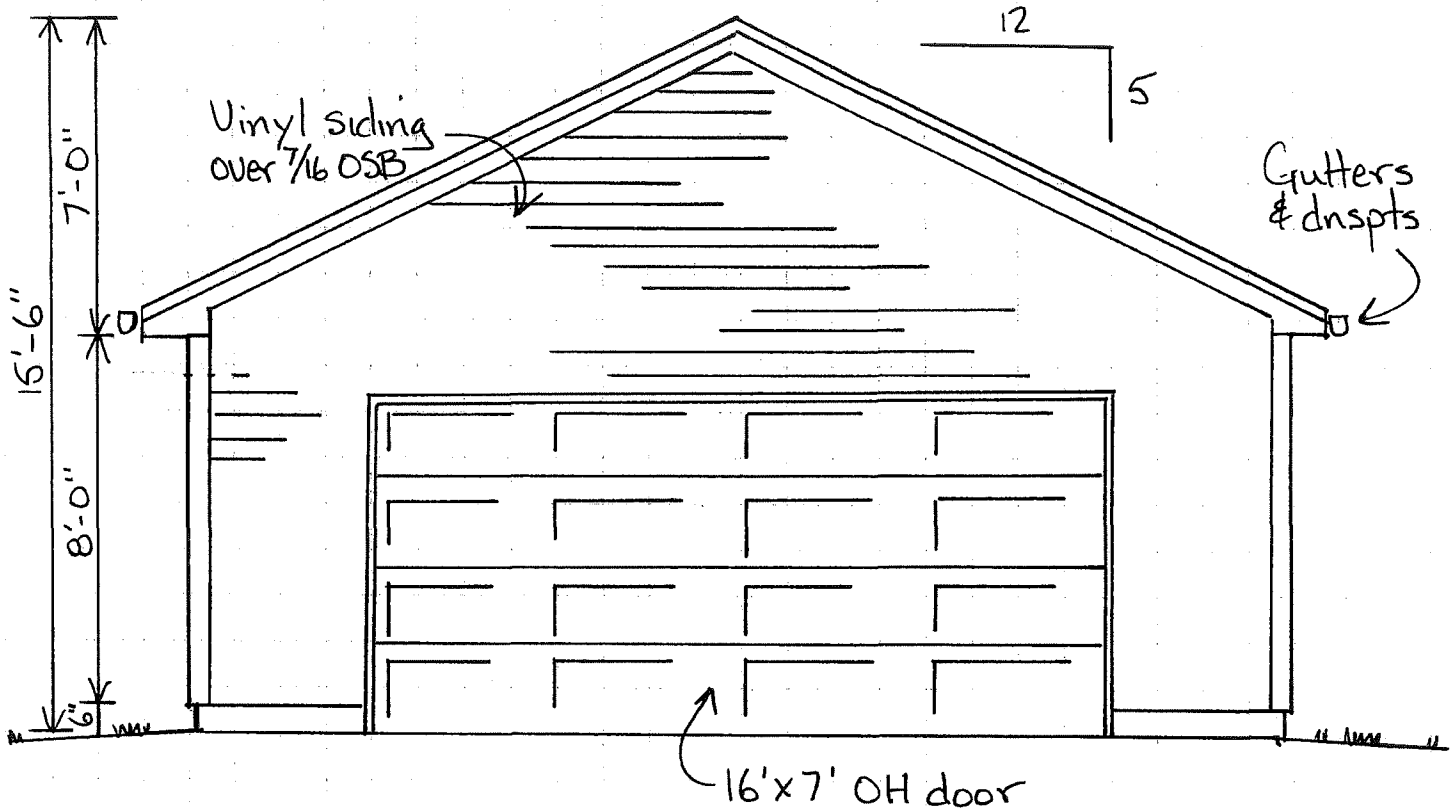 12
5
Vinyl siding
over 7/16 OSB
Gutters
& dnspts
7'-0"
15'-6"
8'-0"
6"
16'x7' OH door